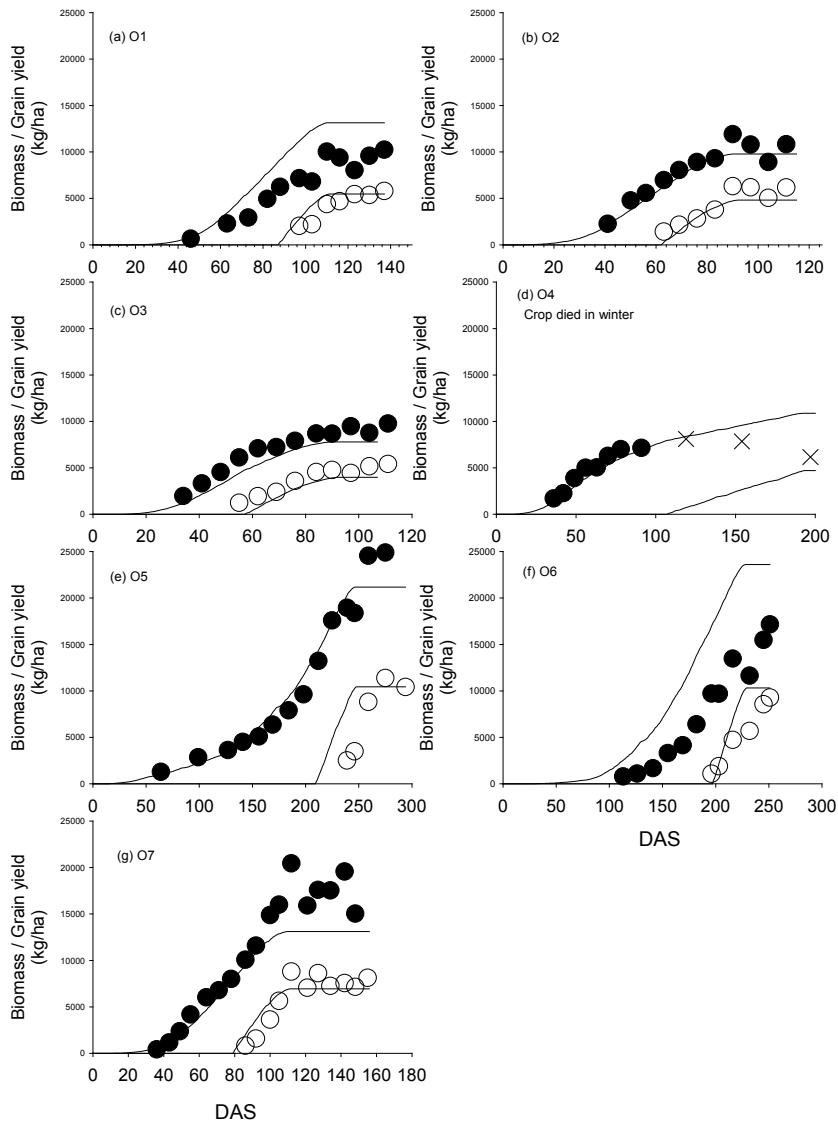 Biomass / Grain yield
(kg/ha)
25000
20000
15000
10000
5000
0
(a) O1
0 20 40 60 80 100 120 140
Biomass / Grain yield
(kg/ha)
25000
20000
15000
10000
5000
0
(b) O2
0 20 40 60 80 100 120
Biomass / Grain yield
(kg/ha)
25000
20000
15000
10000
5000
0
(c) O3
0 20 40 60 80 100 120
Biomass / Grain yield
(kg/ha)
25000
20000
15000
10000
5000
0
(d) O4
Crop died in winter
0 50 100 150 200
Biomass / Grain yield
(kg/ha)
25000
20000
15000
10000
5000
0
(e) O5
0 50 100 150 200 250 300
Biomass / Grain yield
(kg/ha)
25000
20000
15000
10000
5000
0
(f) O6
0 50 100 150 200 250 300
DAS
Biomass / Grain yield
(kg/ha)
25000
20000
15000
10000
5000
0
(g) O7
0 20 40 60 80 100 120 140 160 180
DAS